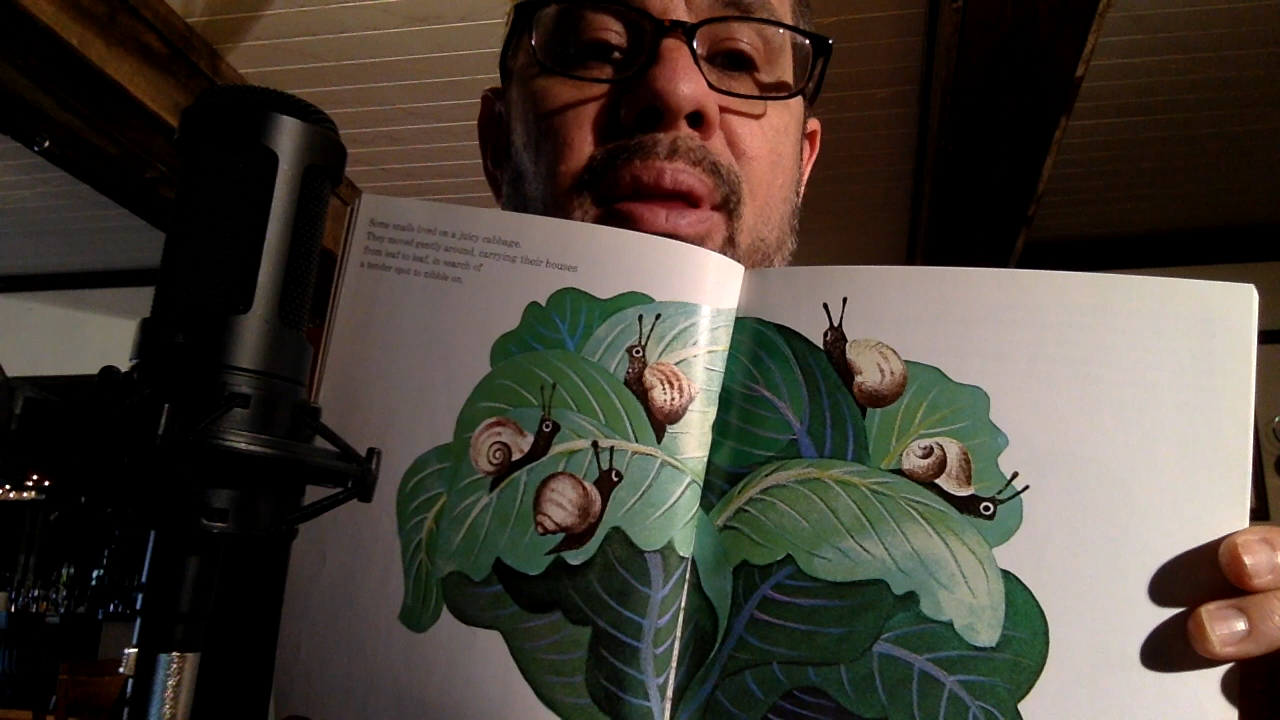 Some snails lived on a juicy cabbage.
They moved gently around, carrying their houses
from leaf to leaf, in search of
a tender spot to nibble on.